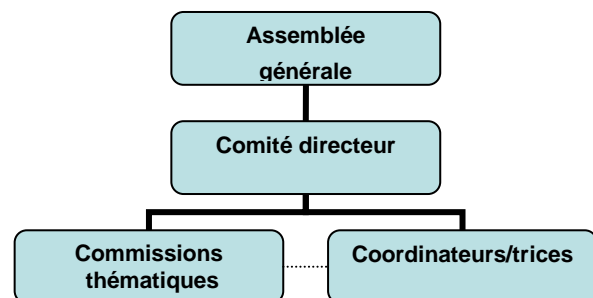 Assemblée
générale
Comité directeur
Commissions
thématiques
Coordinateurs/trices